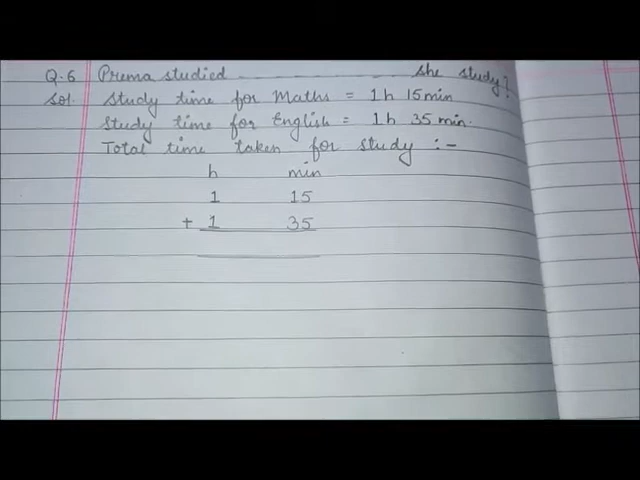 Q.6 Prema studied ______________ she study?
Sol. Study time for Maths = 1 h 15 min
Study time for English = 1 h 35 min.
Total time taken for study :-
h min
1 15
+ 1 35